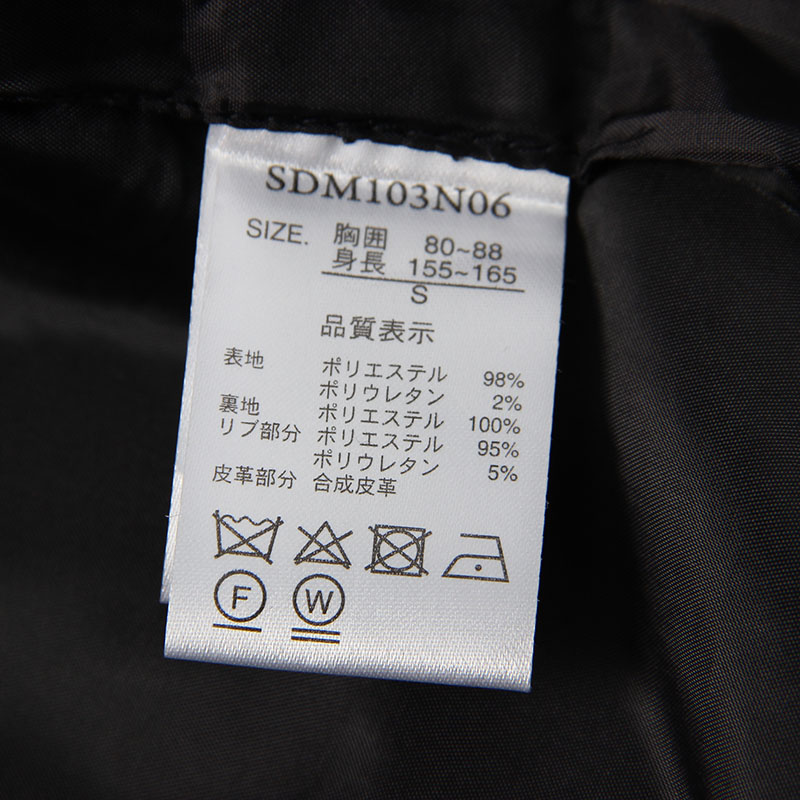 SDM103N06
SIZE. 胸囲 80~88
身長 155~165
S
品質表示
表地 ポリエステル 98%
ポリウレタン 2%
裏地 ポリエステル 100%
リブ部分 ポリエステル 95%
ポリウレタン 5%
皮革部分 合成皮革
F W